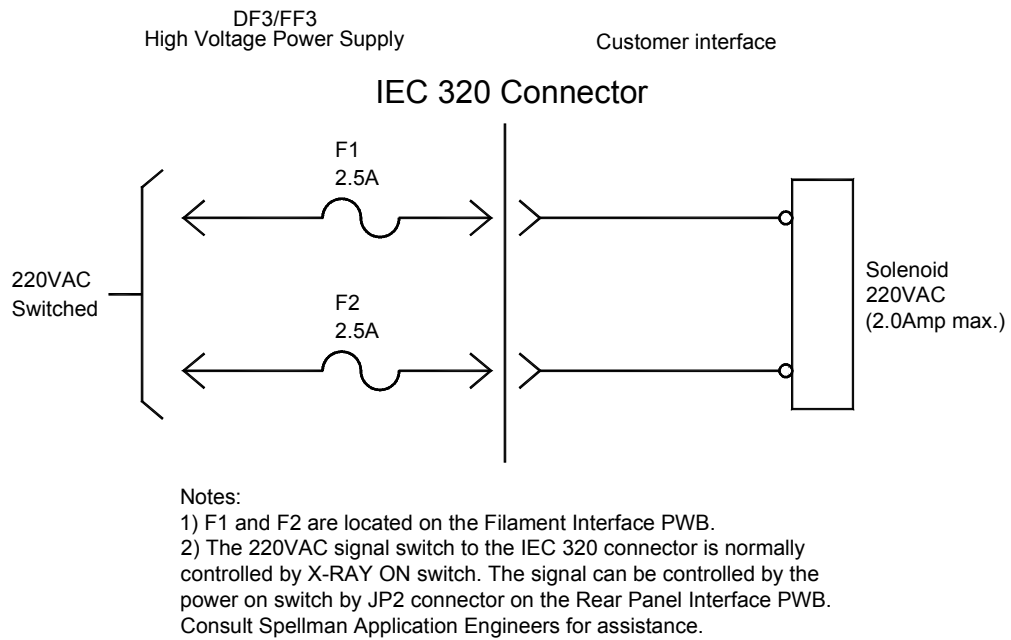 DF3/FF3
High Voltage Power Supply
Customer interface
IEC 320 Connector
F1
2.5A
220VAC
Switched
F2
2.5A
Solenoid
220VAC
(2.0Amp max.)
Notes:
1) F1 and F2 are located on the Filament Interface PWB.
2) The 220VAC signal switch to the IEC 320 connector is normally
controlled by X-RAY ON switch. The signal can be controlled by the
power on switch by JP2 connector on the Rear Panel Interface PWB.
Consult Spellman Application Engineers for assistance.